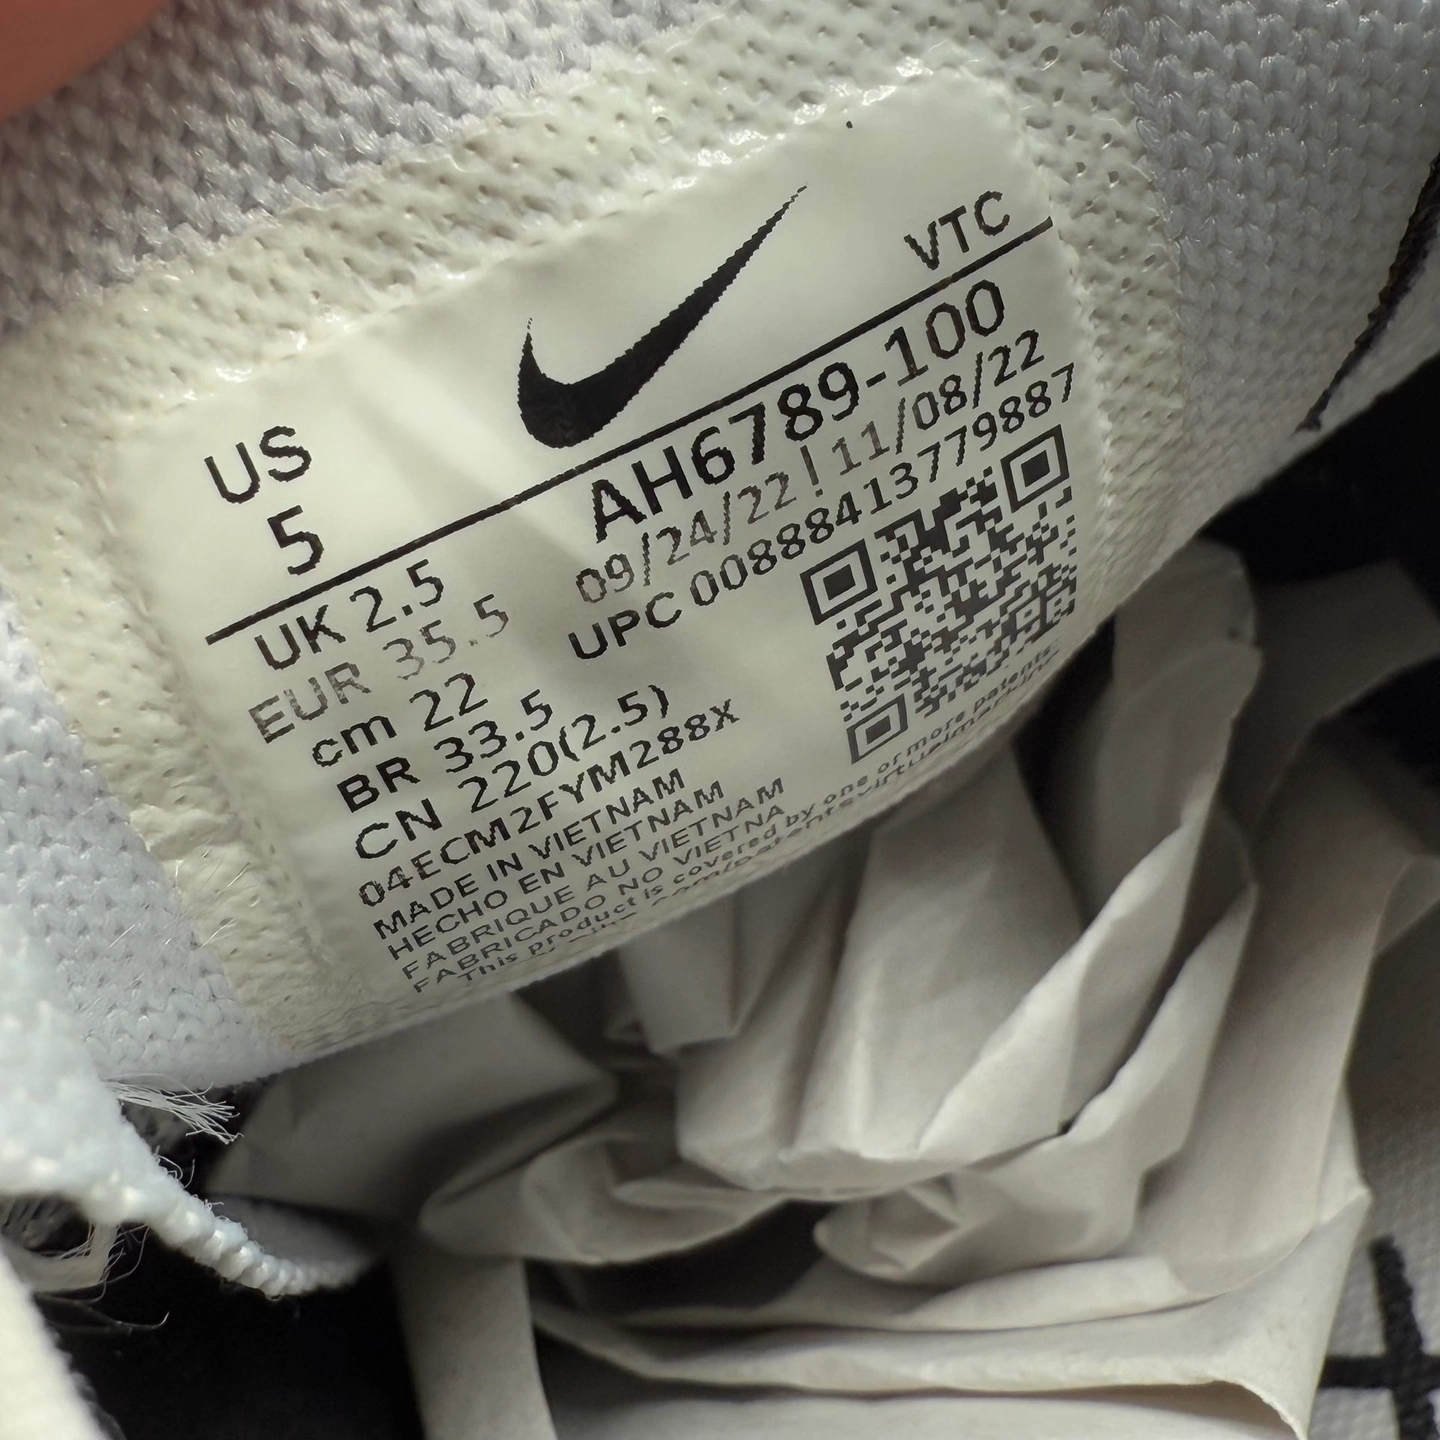 VTC
US
5
AH6789-100
09/24/22 ! 11/08/22
UPC 00888413779887
UK 2.5
EUR 35.5
cm 22
BR 33.5
CN 220(2.5)
04ECM2FYM288X
MADE IN VIETNAM
HECHO EN VIETNAM
FABRIQUE AU VIETNAM
FABRICADO NO VIETNA
This product is covered by one or more patents.